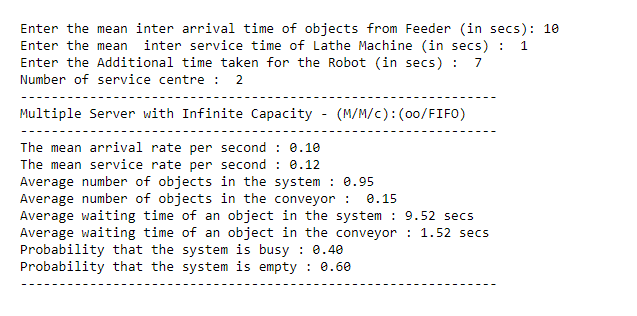 Enter the mean inter arrival time of objects from Feeder (in secs): 10
Enter the mean  inter service time of Lathe Machine (in secs) :  1
Enter the Additional time taken for the Robot (in secs) :  7
Number of service centre :  2
--------------------------------------------------------------
Multiple Server with Infinite Capacity - (M/M/c):(oo/FIFO)
--------------------------------------------------------------
The mean arrival rate per second : 0.10
The mean service rate per second : 0.12
Average number of objects in the system : 0.95
Average number of objects in the conveyor :  0.15
Average waiting time of an object in the system : 9.52 secs
Average waiting time of an object in the conveyor : 1.52 secs
Probability that the system is busy : 0.40
Probability that the system is empty : 0.60
--------------------------------------------------------------